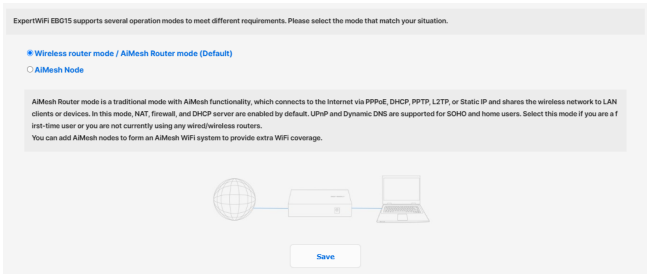 ExpertWiFi EBG15 supports several operation modes to meet different requirements. Please select the mode that match your situation.
Wireless router mode / AiMesh Router mode (Default)
AiMesh Node
AiMesh Router mode is a traditional mode with AiMesh functionality, which connects to the Internet via PPPoE, DHCP, PPTP, L2TP, or Static IP and shares the wireless network to LAN
clients or devices. In this mode, NAT, firewall, and DHCP server are enabled by default. UPnP and Dynamic DNS are supported for SOHO and home users. Select this mode if you are a f
irst-time user or you are not currently using any wired/wireless routers.
You can add AiMesh nodes to form an AiMesh WiFi system to provide extra WiFi coverage.
Save